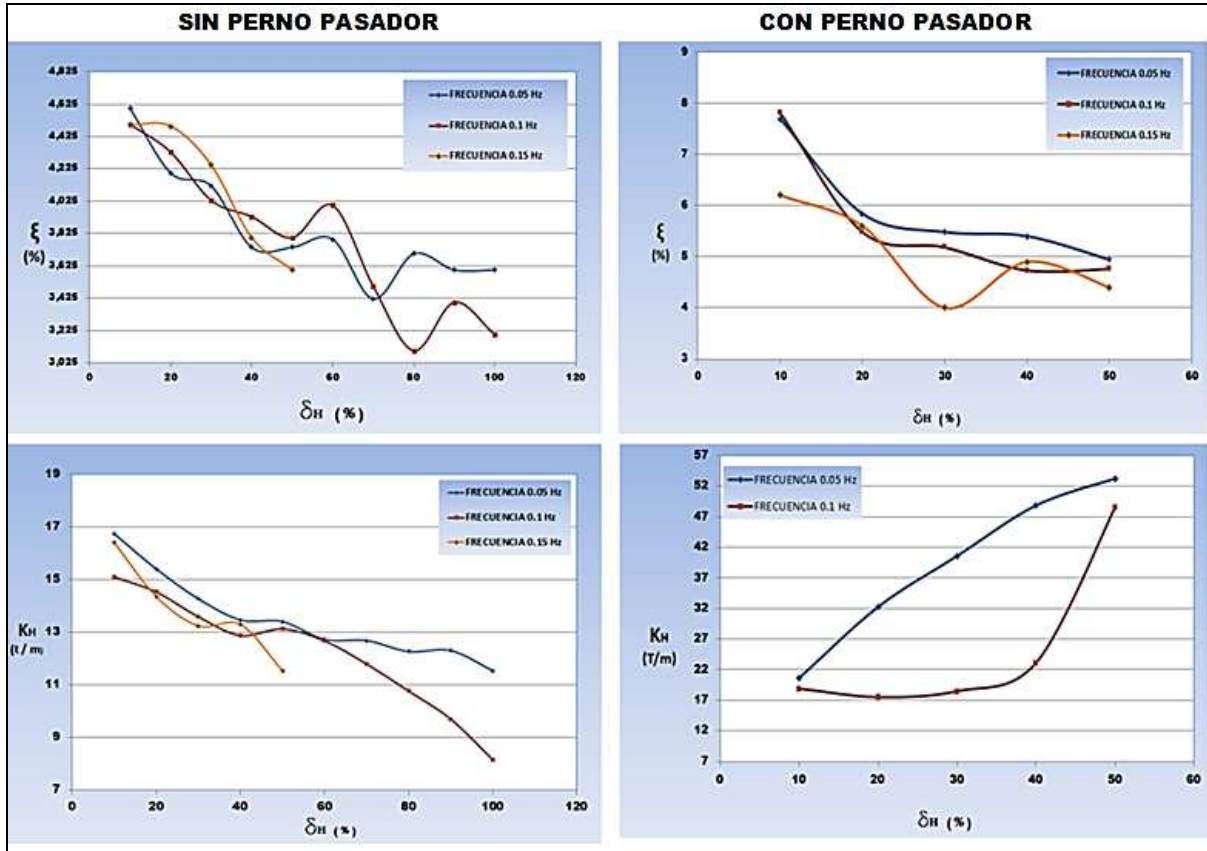 SIN PERNO PASADOR
CON PERNO PASADOR
4,825
4,625
4,425
4,225
4,025
3,825
3,625
3,425
3,225
3,025
0
20
40
60
80
100
120
ξ
(%)
δH (%)
FRECUENCIA 0.05 Hz
FRECUENCIA 0.1 Hz
FRECUENCIA 0.15 Hz
9
8
7
6
5
4
3
0
10
20
30
40
50
60
ξ
(%)
δH (%)
FRECUENCIA 0.05 Hz
FRECUENCIA 0.1 Hz
FRECUENCIA 0.15 Hz
19
17
15
13
11
9
7
0
20
40
60
80
100
120
KH
(t / m)
δH (%)
FRECUENCIA 0.05 Hz
FRECUENCIA 0.1 Hz
FRECUENCIA 0.15 Hz
57
52
47
42
37
32
27
22
17
12
7
0
10
20
30
40
50
60
KH
(T/m)
δH (%)
FRECUENCIA 0.05 Hz
FRECUENCIA 0.1 Hz